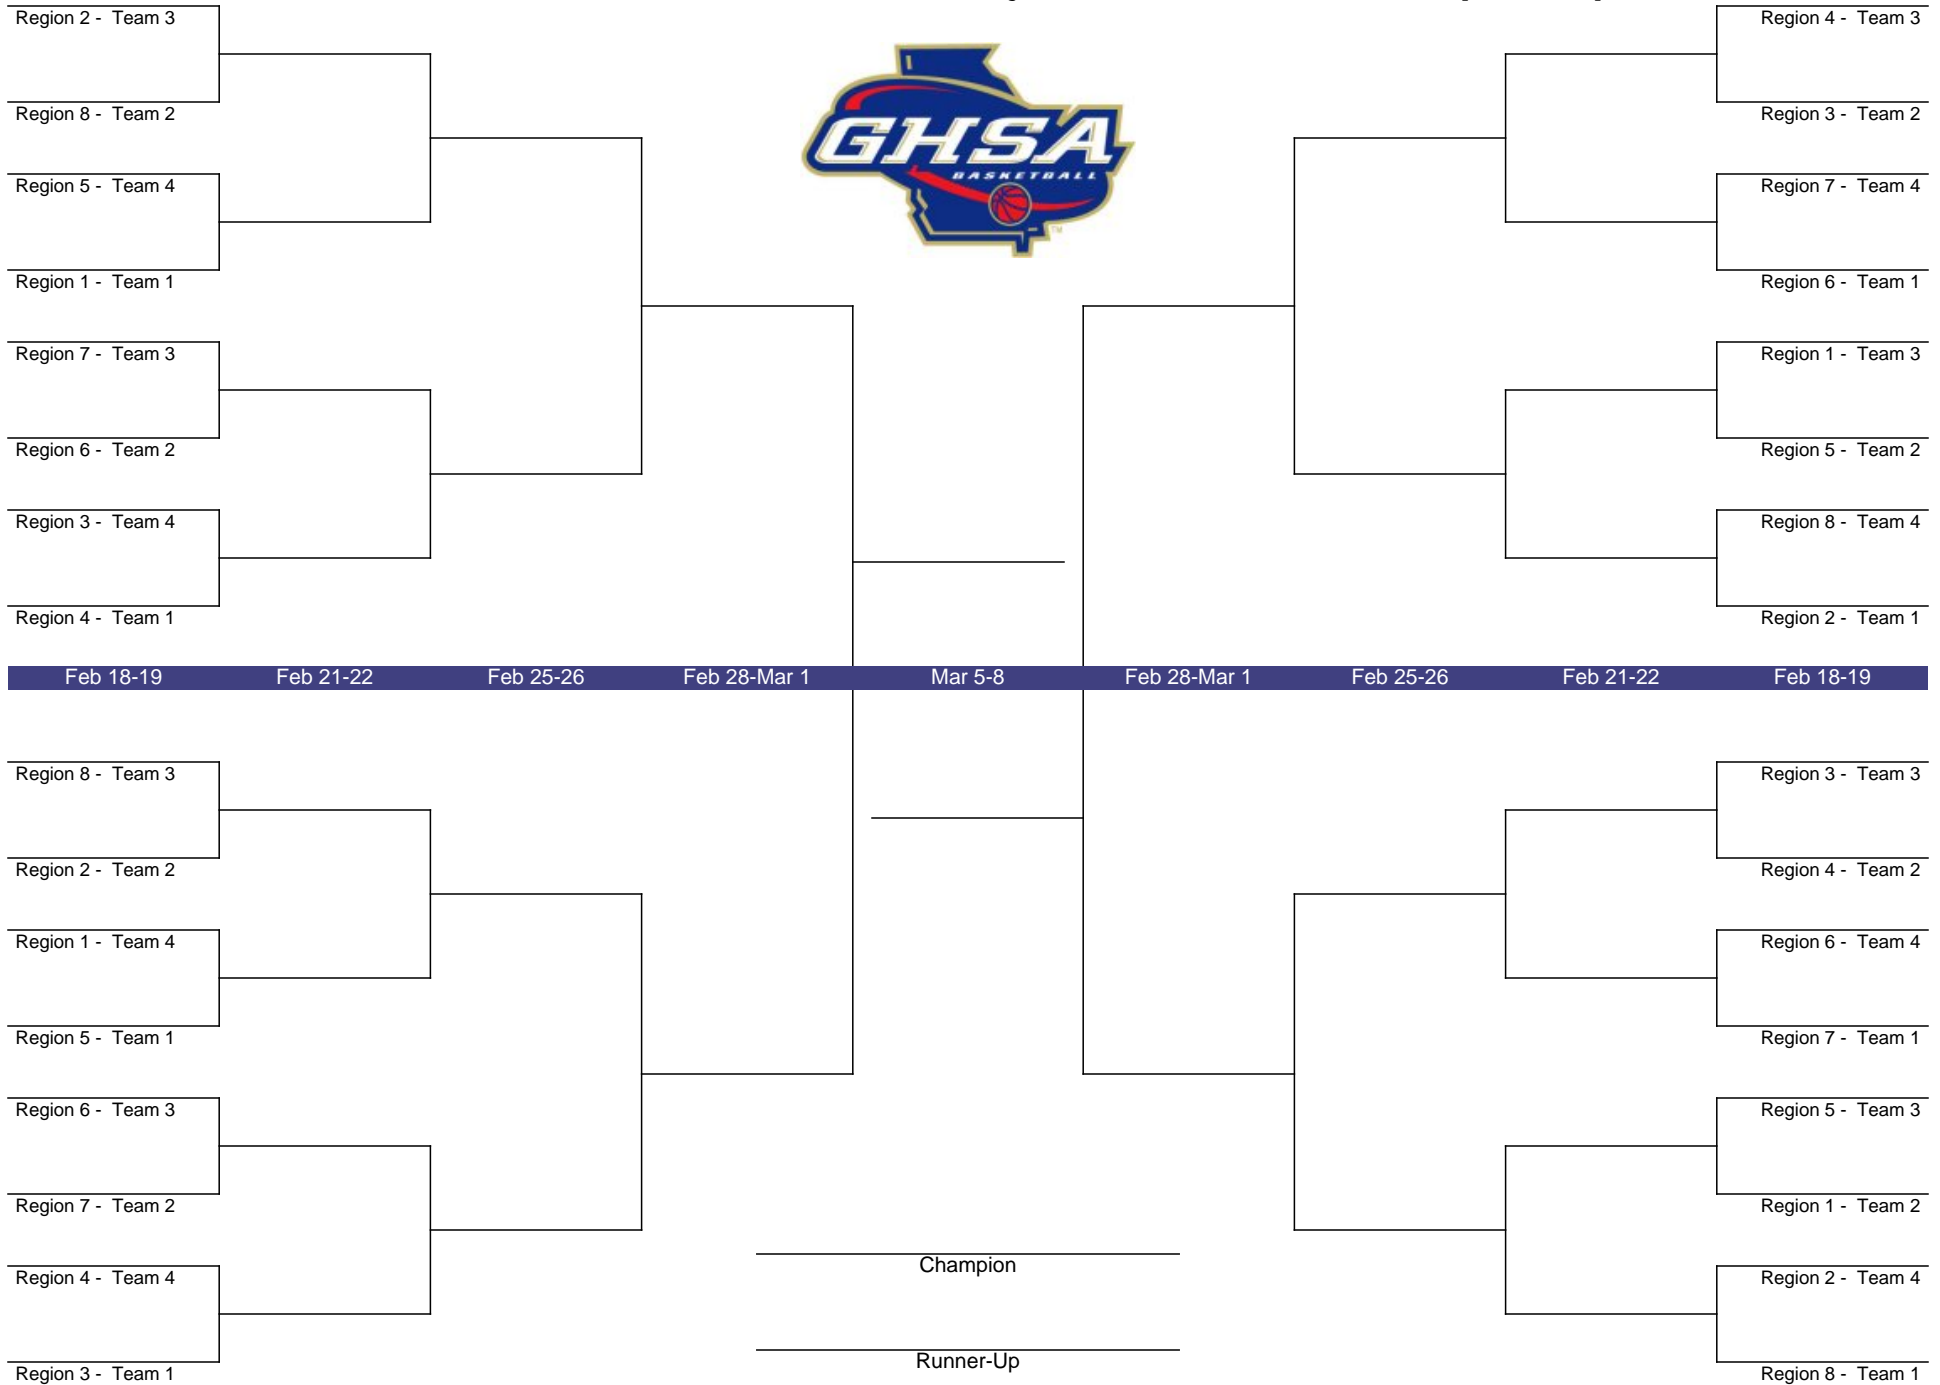 Region 2 - Team 3
Region 8 - Team 2
Region 5 - Team 4
Region 1 - Team 1
Region 7 - Team 3
Region 6 - Team 2
Region 3 - Team 4
Region 4 - Team 1
GHSA
BASKETBALL
TM
Region 4 - Team 3
Region 3 - Team 2
Region 7 - Team 4
Region 6 - Team 1
Region 1 - Team 3
Region 5 - Team 2
Region 8 - Team 4
Region 2 - Team 1
Feb 18-19 Feb 21-22 Feb 25-26 Feb 28-Mar 1 Mar 5-8 Feb 28-Mar 1 Feb 25-26 Feb 21-22 Feb 18-19
Region 8 - Team 3
Region 2 - Team 2
Region 1 - Team 4
Region 5 - Team 1
Region 6 - Team 3
Region 7 - Team 2
Region 4 - Team 4
Region 3 - Team 1
Champion
Runner-Up
Region 3 - Team 3
Region 4 - Team 2
Region 6 - Team 4
Region 7 - Team 1
Region 5 - Team 3
Region 1 - Team 2
Region 2 - Team 4
Region 8 - Team 1